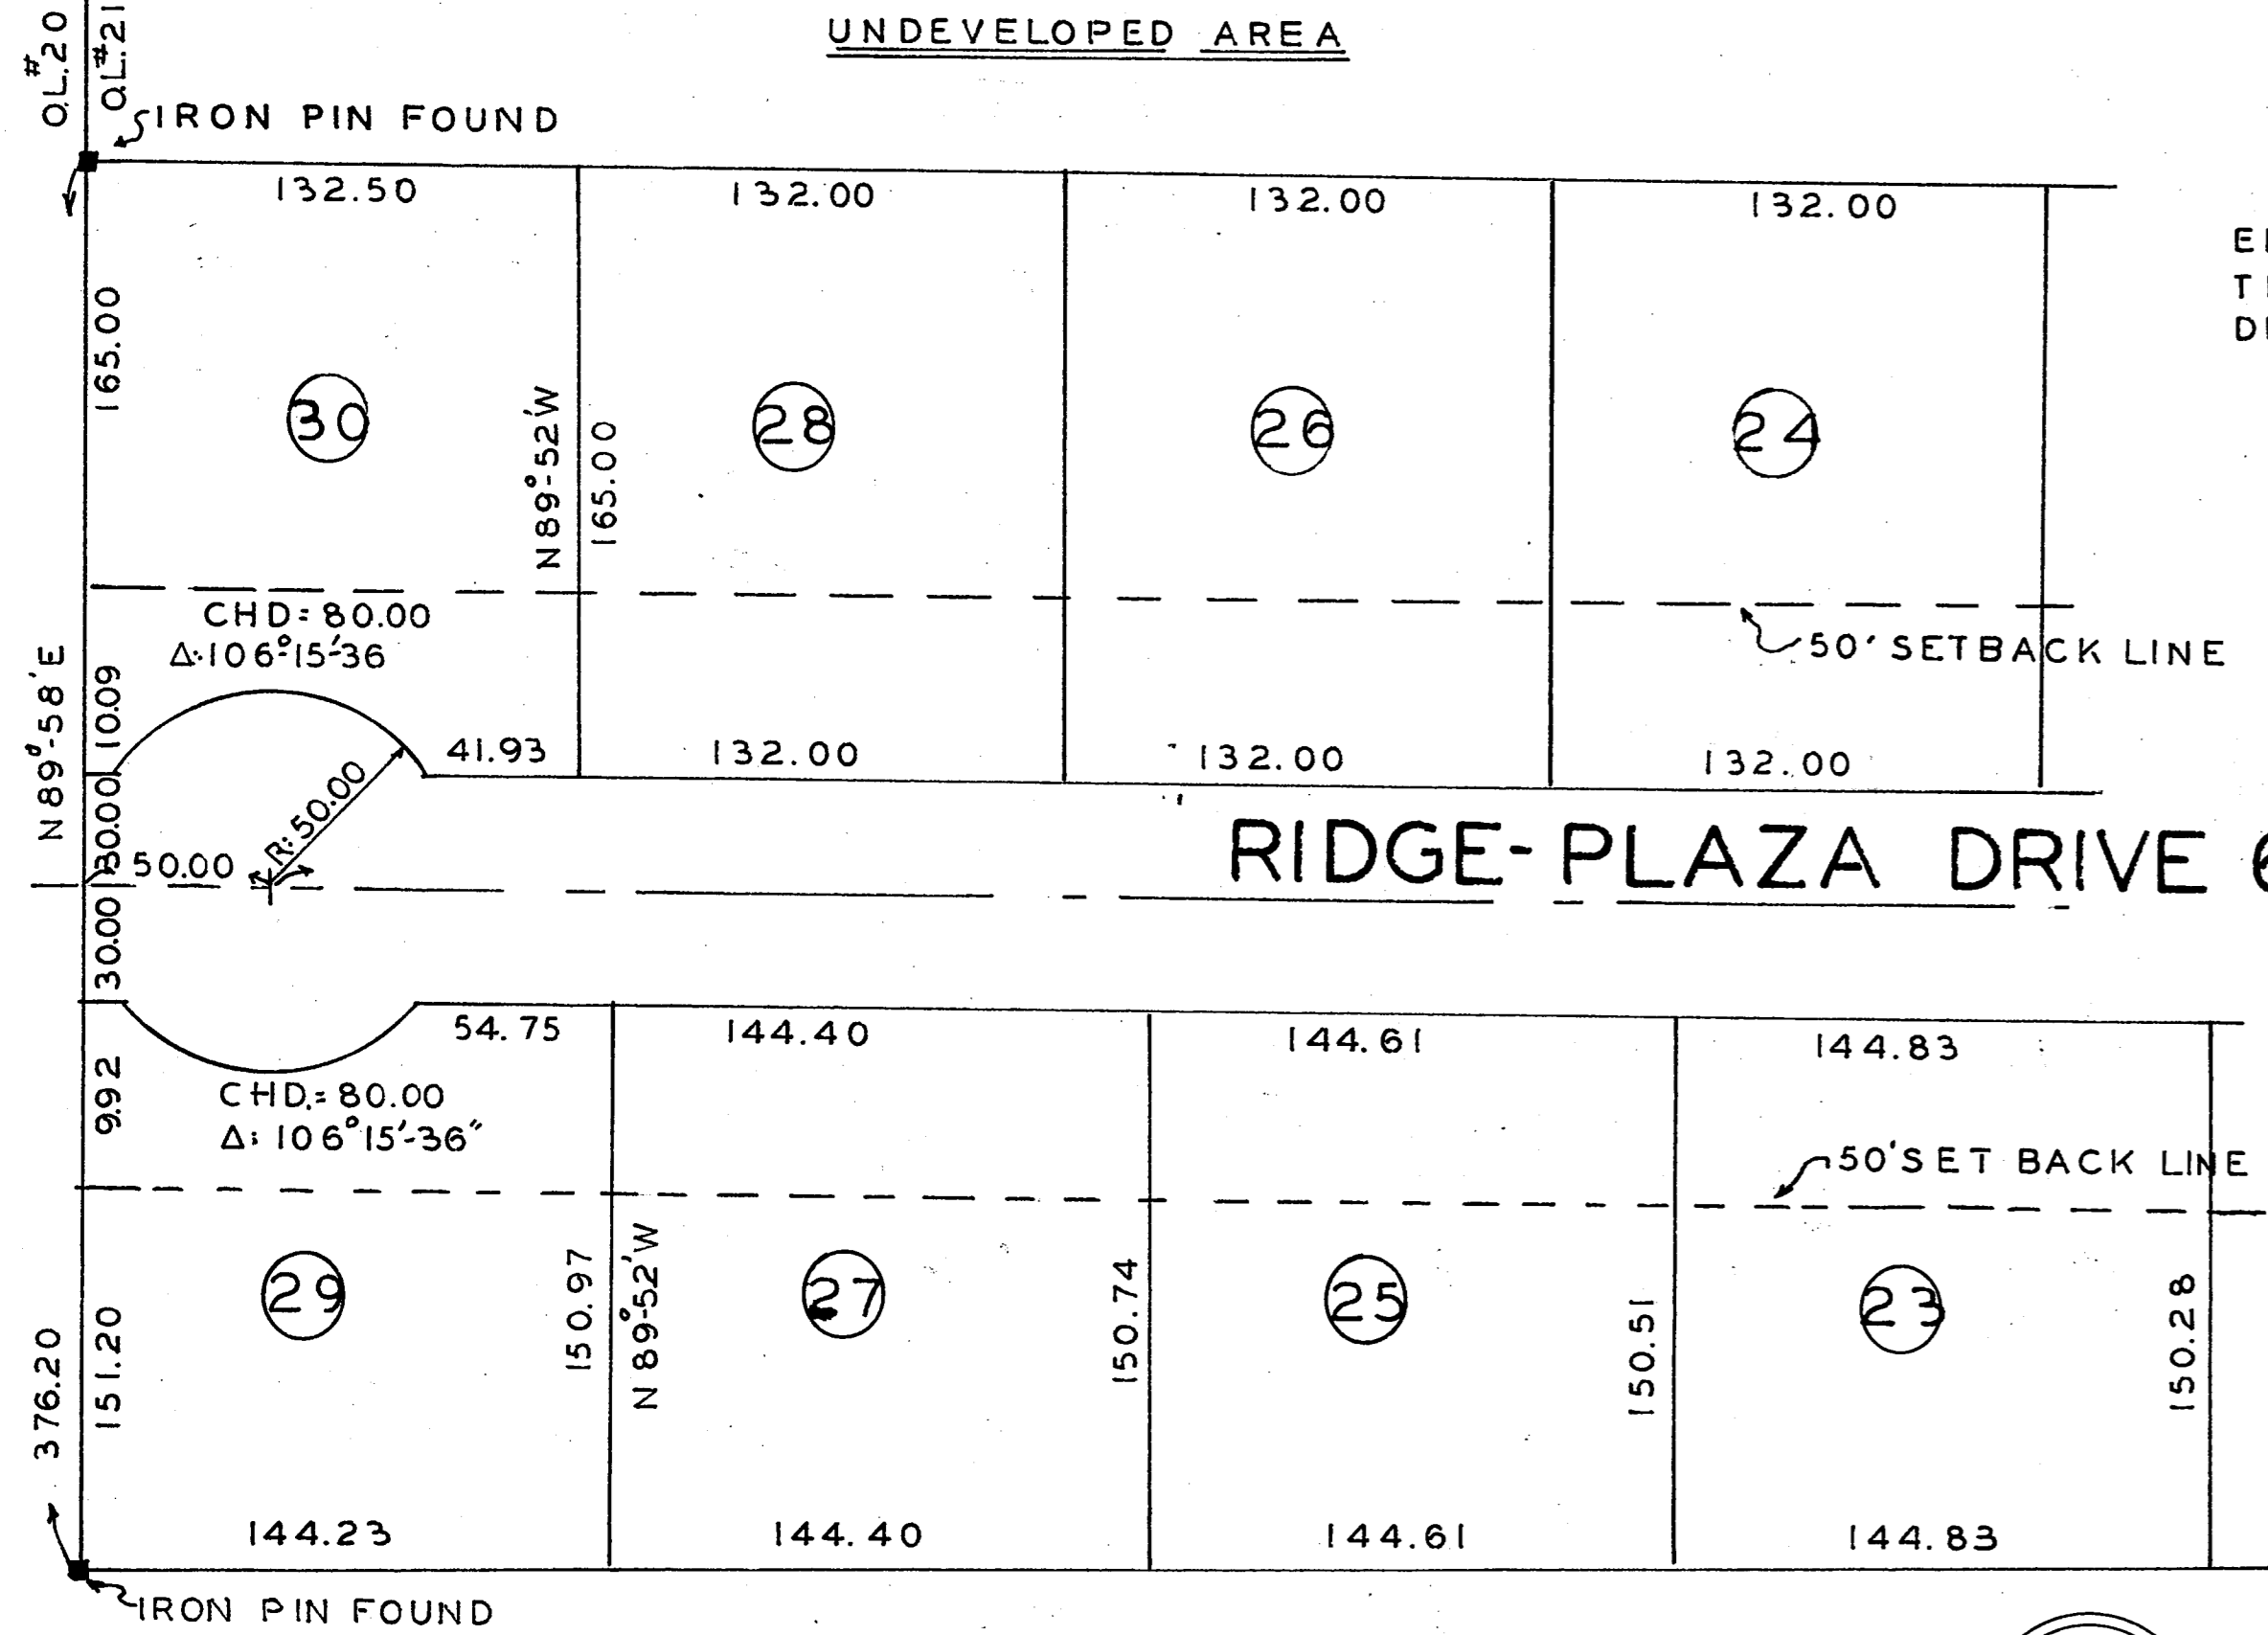 UNDEVELOPED AREA
O.L.#20
O.L.#21
IRON PIN FOUND
132.50
132.00
132.00
132.00
165.00
30
N 89°-52'W
165.00
28
26
24
CHD= 80.00
Δ:106°15'-36
50' SETBACK LINE
N 89°-58'E
10.09
41.93
132.00
132.00
132.00
30.00
R: 50.00
50.00
RIDGE-PLAZA DRIVE
30.00
54.75
144.40
144.61
144.83
9.92
CHD.= 80.00
Δ: 106°15'-36"
50' SET BACK LINE
29
150.97
N 89°-52'W
27
150.74
25
150.51
23
150.28
376.20
151.20
144.23
144.40
144.61
144.83
IRON PIN FOUND